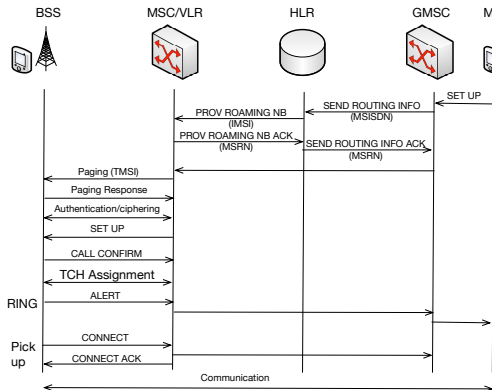 BSS
MSC/VLR
HLR
GMSC
M
SET UP
SEND ROUTING INFO
(MSISDN)
PROV ROAMING NB
(IMSI)
PROV ROAMING NB ACK
(MSRN)
SEND ROUTING INFO ACK
(MSRN)
Paging (TMSI)
Paging Response
Authentication/ciphering
SET UP
CALL CONFIRM
TCH Assignment
RING
ALERT
Pick
up
CONNECT
CONNECT ACK
Communication